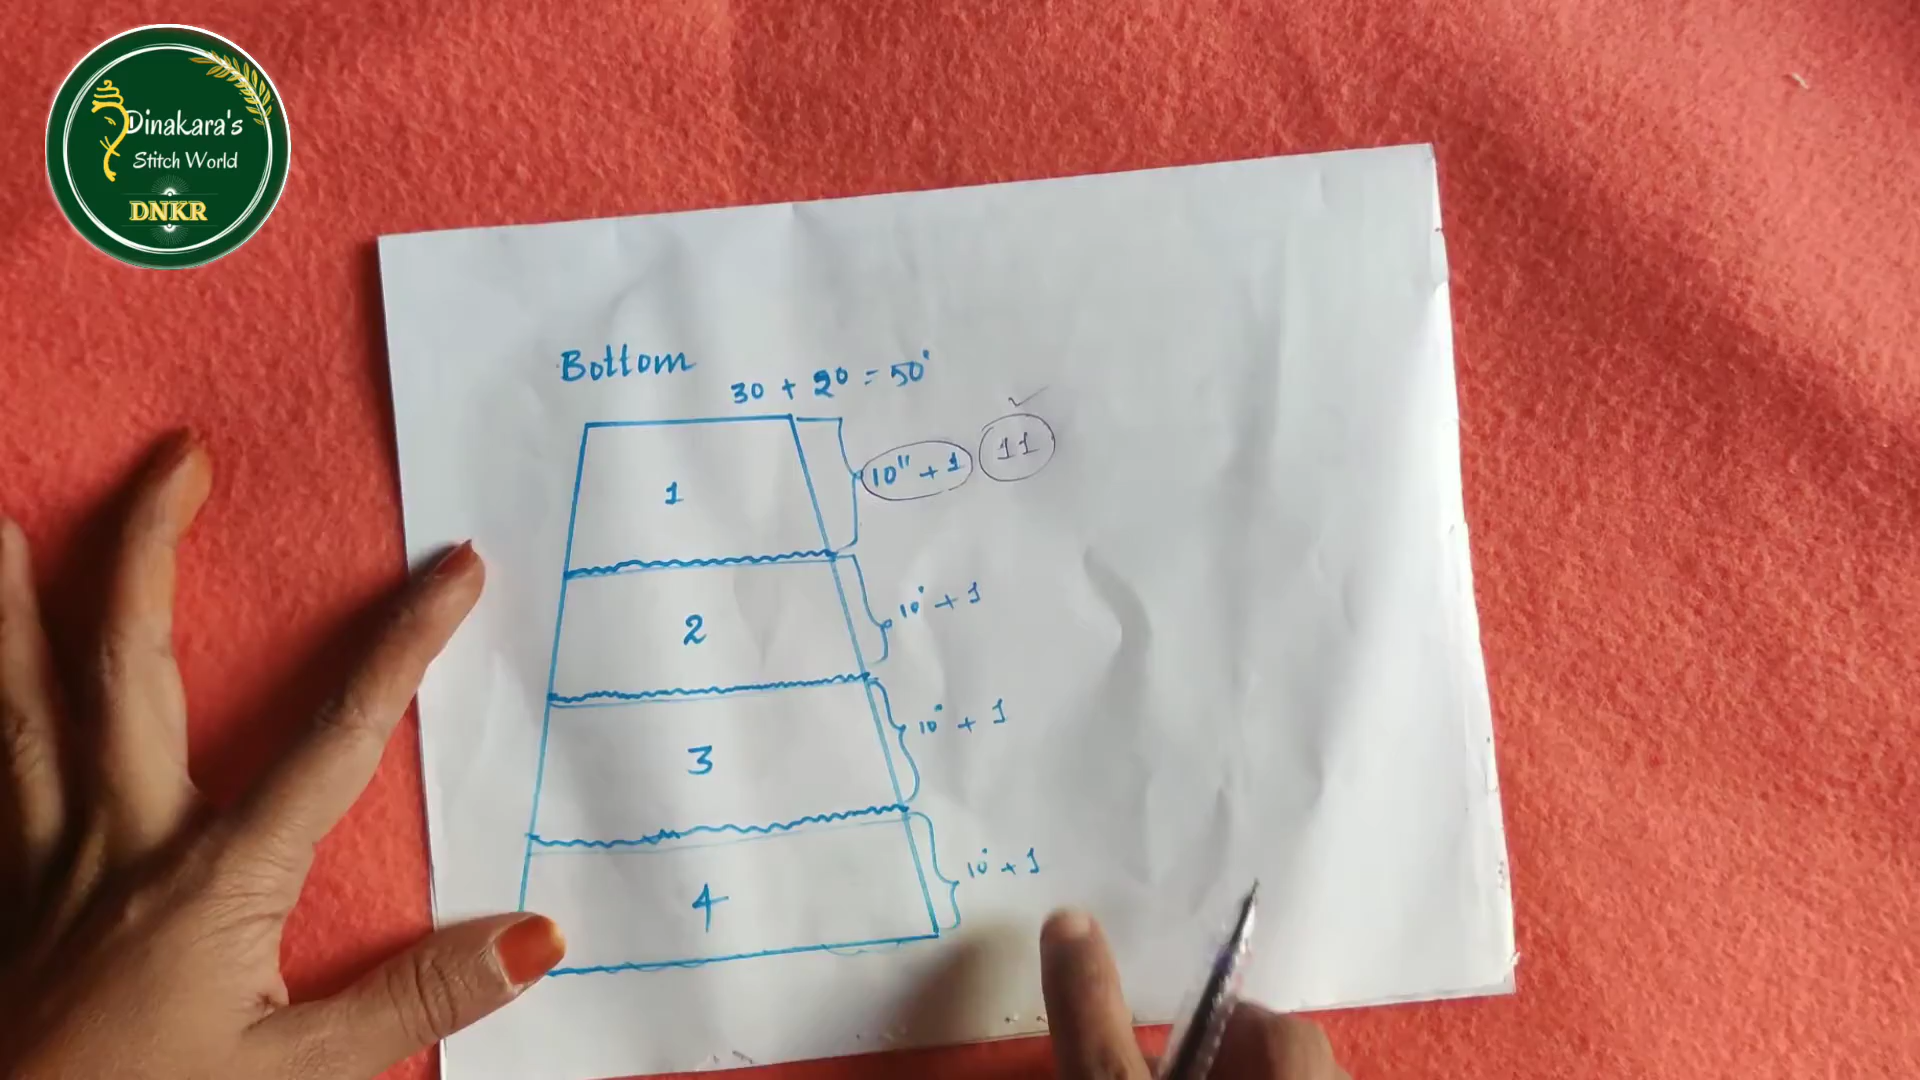 Dinakara's
Stitch World
DNKR
Bottom
30 + 20 = 50"
1
10" + 1
11
2
10" + 1
3
10" + 1
4
10" + 1